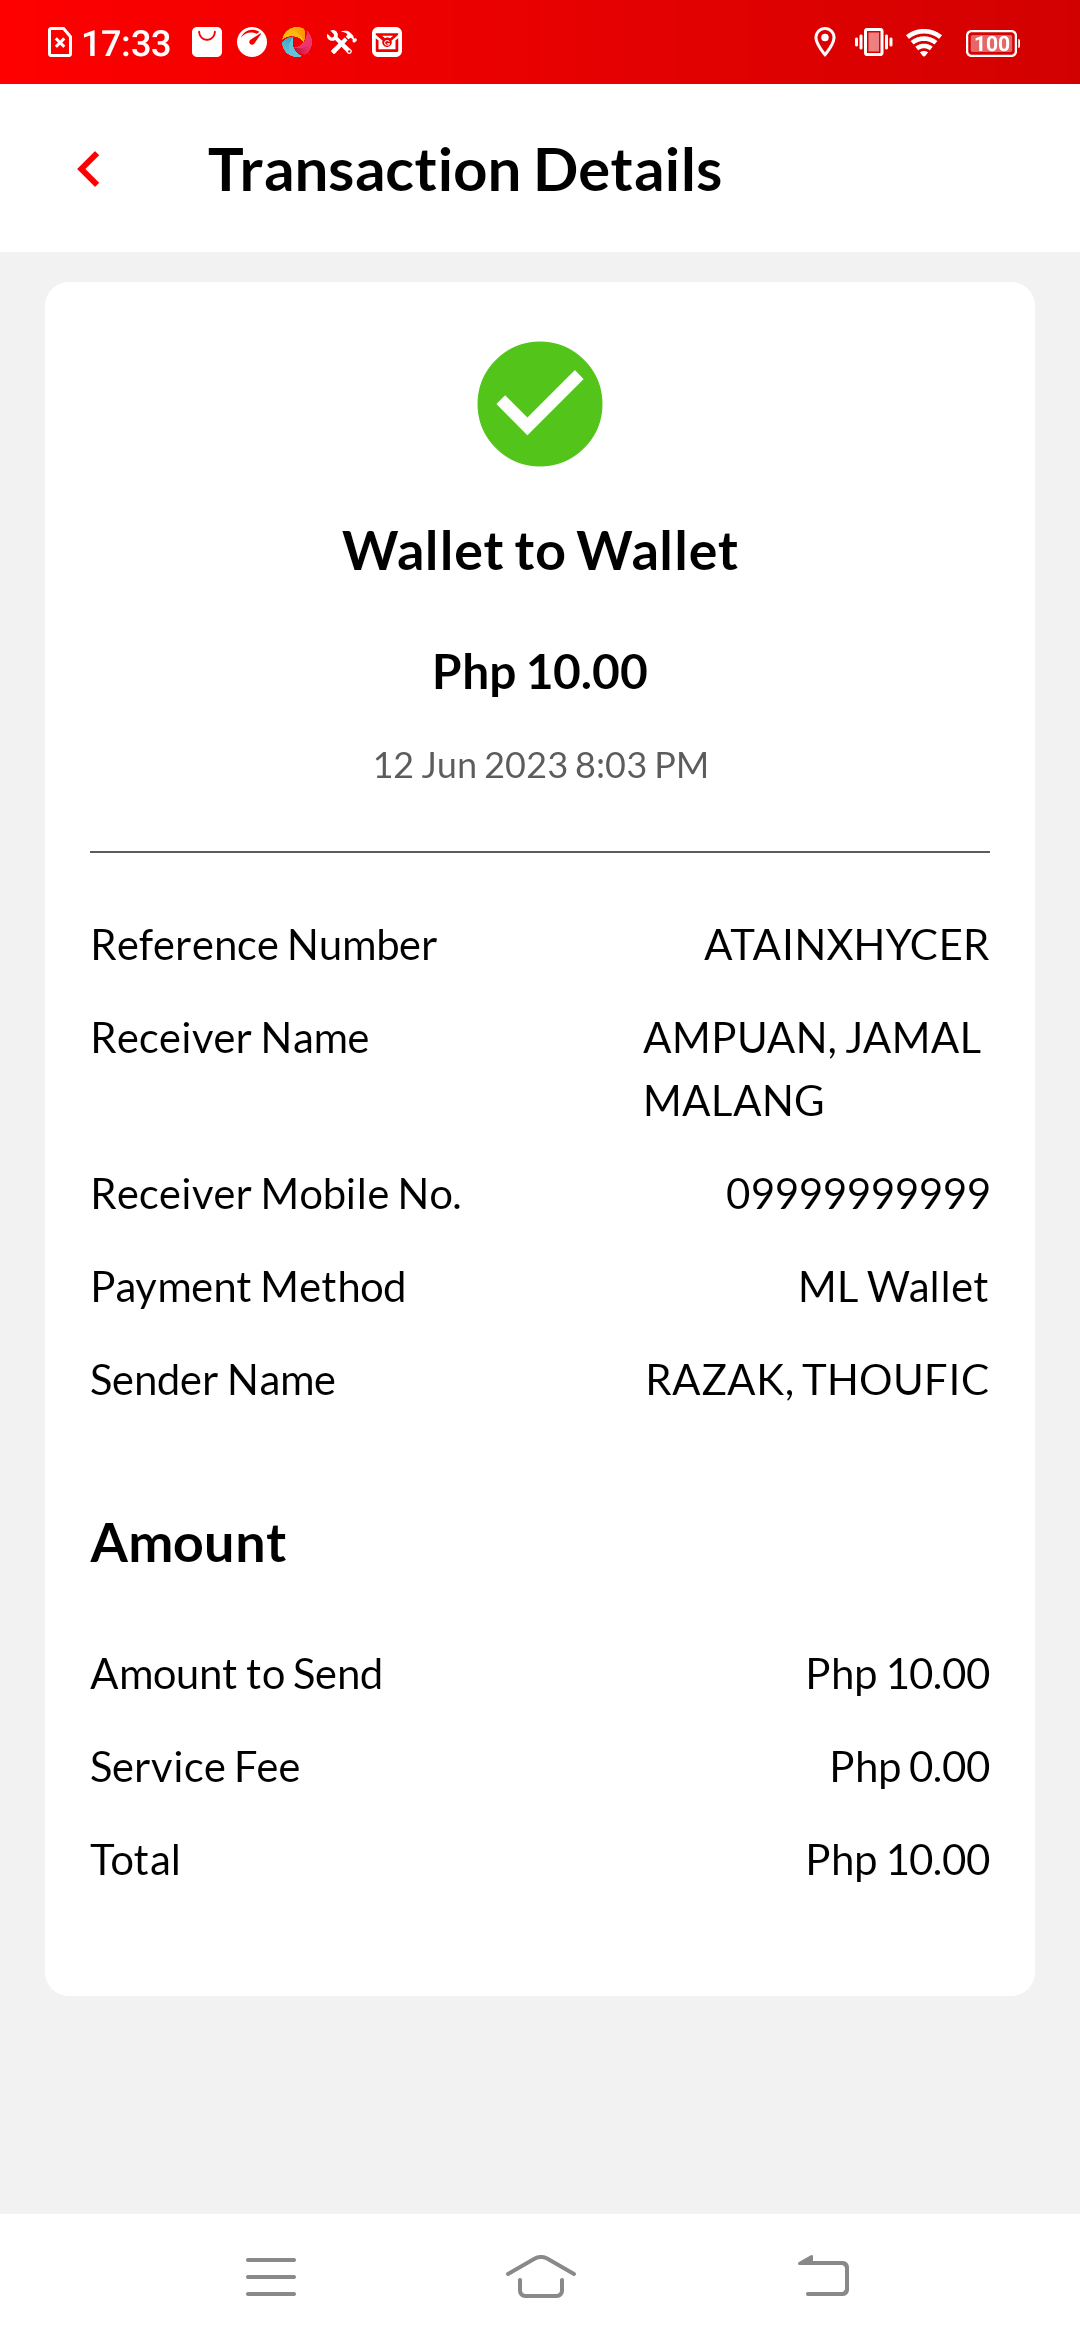 17:33
100
Transaction Details
Wallet to Wallet
Php 10.00
12 Jun 2023 8:03 PM
Reference Number ATAINXHYCER
Receiver Name AMPUAN, JAMAL
MALANG
Receiver Mobile No. 09999999999
Payment Method ML Wallet
Sender Name RAZAK, THOUFIC
Amount
Amount to Send Php 10.00
Service Fee Php 0.00
Total Php 10.00